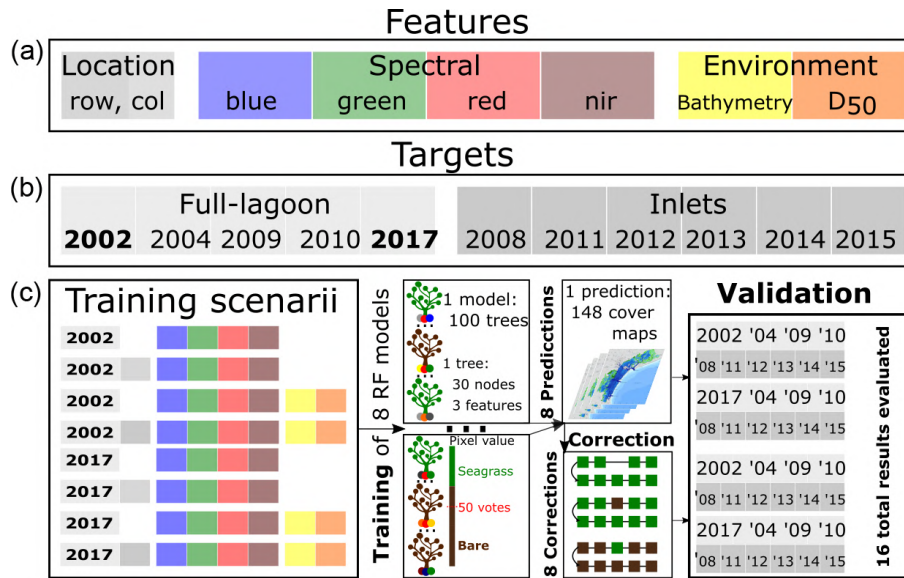 Features
(a)
Location
row, col
Spectral
blue
green
red
nir
Environment
Bathymetry
D50
Targets
(b)
Full-lagoon
2002 2004 2009 2010 2017
Inlets
2008 2011 2012 2013 2014 2015
(c)
Training scenarii
2002
2002
2002
2002
2017
2017
2017
2017
Training of 8 RF models
1 model:
100 trees
1 tree:
30 nodes
3 features
Pixel value
Seagrass
50 votes
Bare
8 Predictions
1 prediction:
148 cover
maps
Correction
8 Corrections
Validation
2002 '04 '09 '10
'08 '11 '12 '13 '14 '15
2017 '04 '09 '10
'08 '11 '12 '13 '14 '15
2002 '04 '09 '10
'08 '11 '12 '13 '14 '15
2017 '04 '09 '10
'08 '11 '12 '13 '14 '15
16 total results evaluated